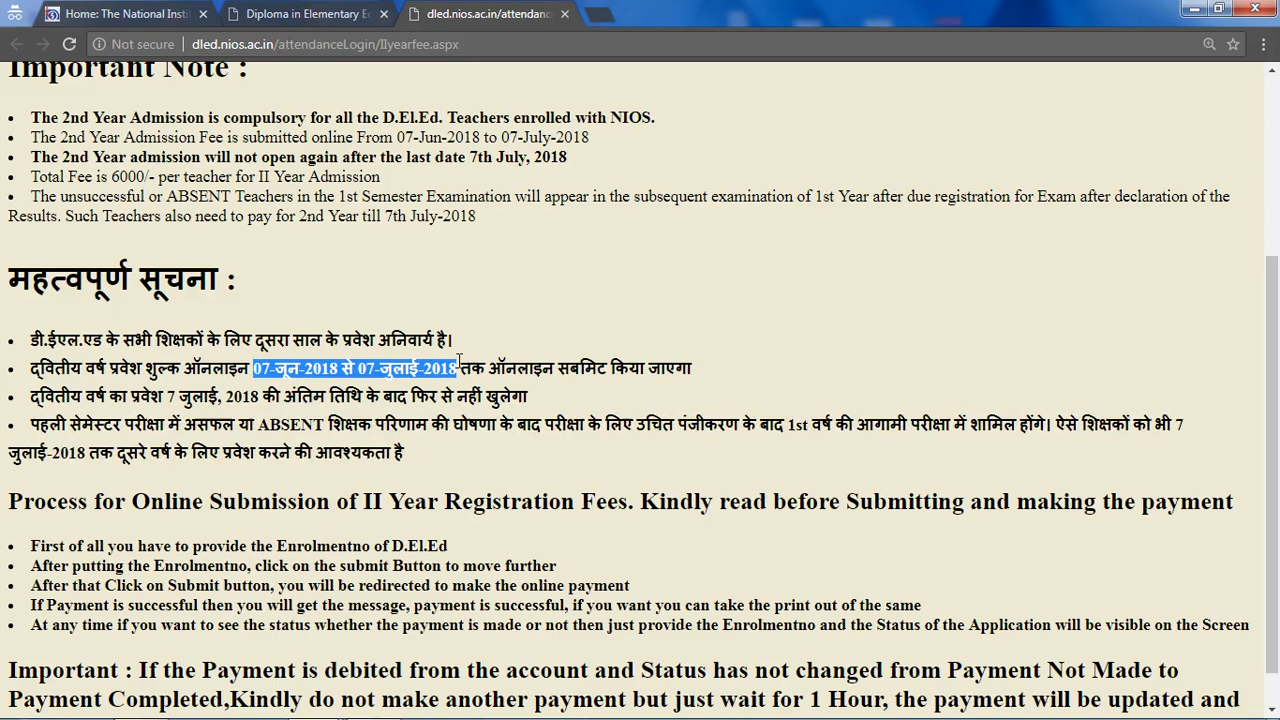 Home: The National Insti
Diploma in Elementary E
dled.nios.ac.in/attendanc
Not secure
dled.nios.ac.in/attendanceLogin/IIyearfee.aspx
Important Note :
The 2nd Year Admission is compulsory for all the D.El.Ed. Teachers enrolled with NIOS.
The 2nd Year Admission Fee is submitted online From 07-Jun-2018 to 07-July-2018
The 2nd Year admission will not open again after the last date 7th July, 2018
Total Fee is 6000/- per teacher for II Year Admission
The unsuccessful or ABSENT Teachers in the 1st Semester Examination will appear in the subsequent examination of 1st Year after due registration for Exam after declaration of the
Results. Such Teachers also need to pay for 2nd Year till 7th July-2018
महत्वपूर्ण सूचना :
डी.ईएल.एड के सभी शिक्षकों के लिए दूसरा साल के प्रवेश अनिवार्य है।
द्वितीय वर्ष प्रवेश शुल्क ऑनलाइन 07-जून-2018 से 07-जुलाई-2018 तक ऑनलाइन सबमिट किया जाएगा
द्वितीय वर्ष का प्रवेश 7 जुलाई, 2018 की अंतिम तिथि के बाद फिर से नहीं खुलेगा
पहली सेमेस्टर परीक्षा में असफल या ABSENT शिक्षक परिणाम की घोषणा के बाद परीक्षा के लिए उचित पंजीकरण के बाद 1st वर्ष की आगामी परीक्षा में शामिल होंगे। ऐसे शिक्षकों को भी 7
जुलाई-2018 तक दूसरे वर्ष के लिए प्रवेश करने की आवश्यकता है
Process for Online Submission of II Year Registration Fees. Kindly read before Submitting and making the payment
First of all you have to provide the Enrolmentno of D.El.Ed
After putting the Enrolmentno, click on the submit Button to move further
After that Click on Submit button, you will be redirected to make the online payment
If Payment is successful then you will get the message, payment is successful, if you want you can take the print out of the same
At any time if you want to see the status whether the payment is made or not then just provide the Enrolmentno and the Status of the Application will be visible on the Screen
Important : If the Payment is debited from the account and Status has not changed from Payment Not Made to
Payment Completed,Kindly do not make another payment but just wait for 1 Hour, the payment will be updated and